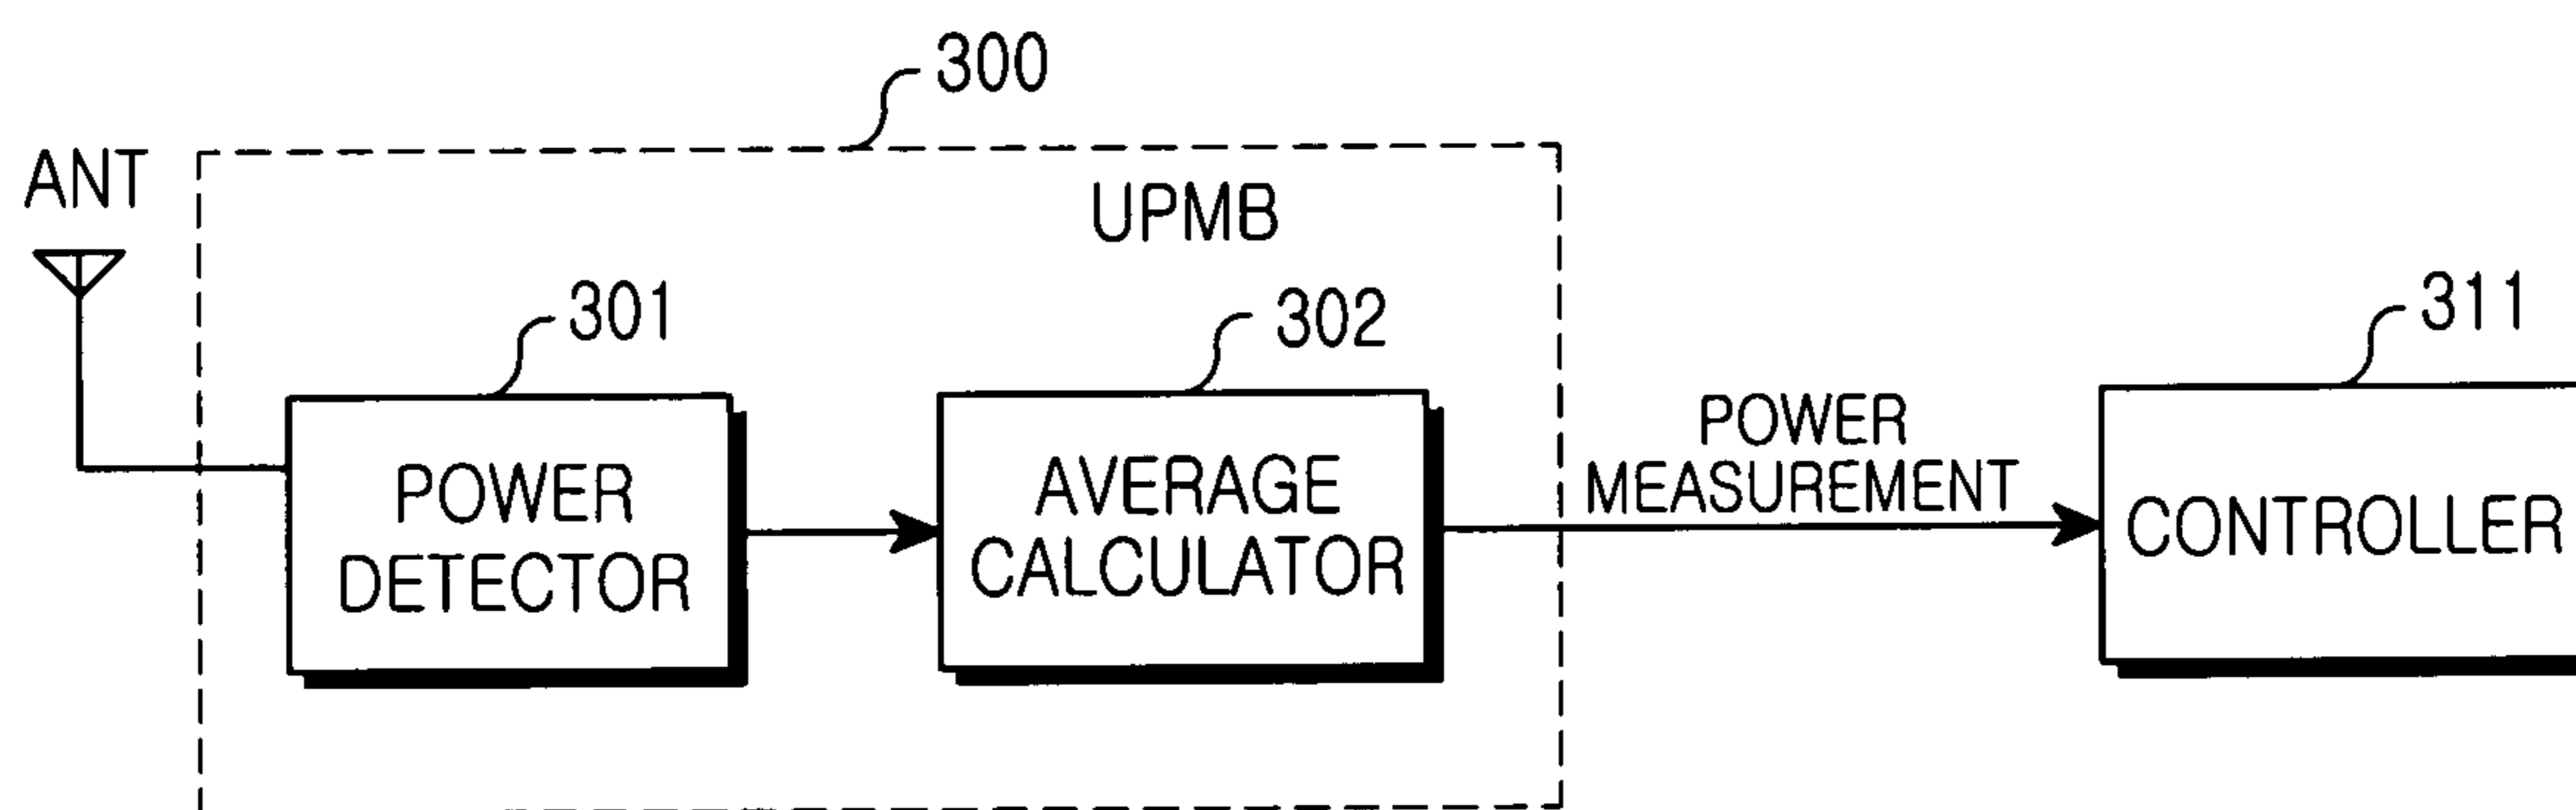 300
ANT
UPMB
301
302
311
POWER
DETECTOR
AVERAGE
CALCULATOR
POWER
MEASUREMENT
CONTROLLER